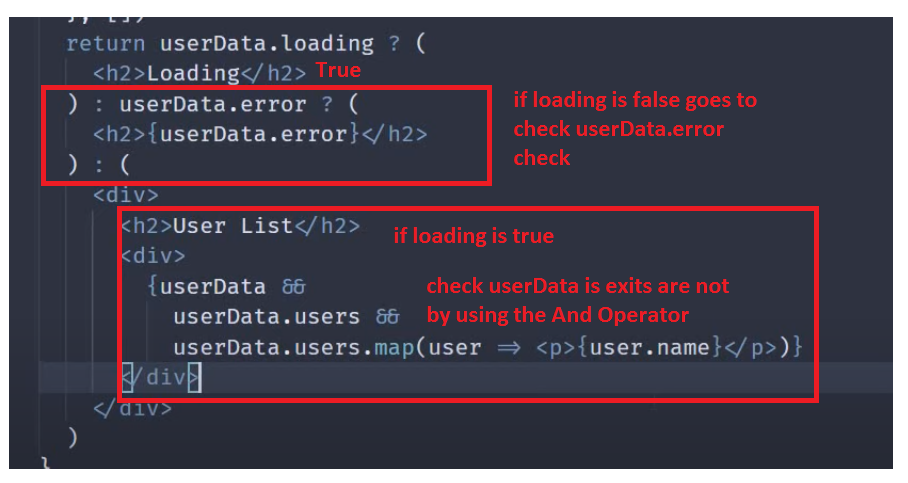 }, [])
return userData.loading ? (
<h2>Loading</h2> True
) : userData.error ? (
<h2>{userData.error}</h2>
) : (
if loading is false goes to
check userData.error
check
<div>
<h2>User List</h2>
if loading is true
<div>
{userData &&
userData.users &&
userData.users.map(user => <p>{user.name}</p>)}
check userData is exits are not
by using the And Operator
</div>
</div>
)
}